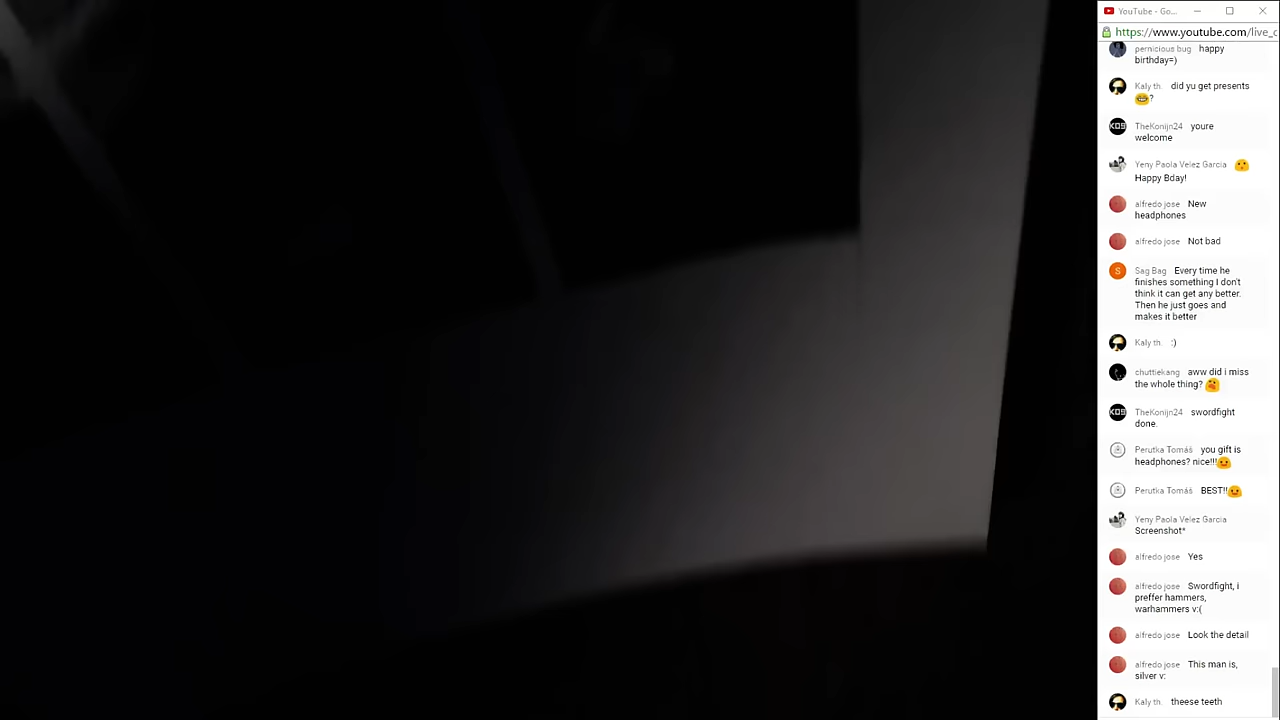 YouTube - Go...
https://www.youtube.com/live_c
pernicious bug happy
birthday=)
Kaly th. did yu get presents
?
TheKonijn24 youre
welcome
Yeny Paola Velez Garcia
Happy Bday!
alfredo jose New
headphones
alfredo jose Not bad
S
Sag Bag Every time he
finishes something I don't
think it can get any better.
Then he just goes and
makes it better
Kaly th. :)
chuttiekang aww did i miss
the whole thing?
TheKonijn24 swordfight
done.
Perutka Tomáš you gift is
headphones? nice!!!
Perutka Tomáš BEST!!
Yeny Paola Velez Garcia
Screenshot*
alfredo jose Yes
alfredo jose Swordfight, i
preffer hammers,
warhammers v:(
alfredo jose Look the detail
alfredo jose This man is,
silver v:
Kaly th. theese teeth